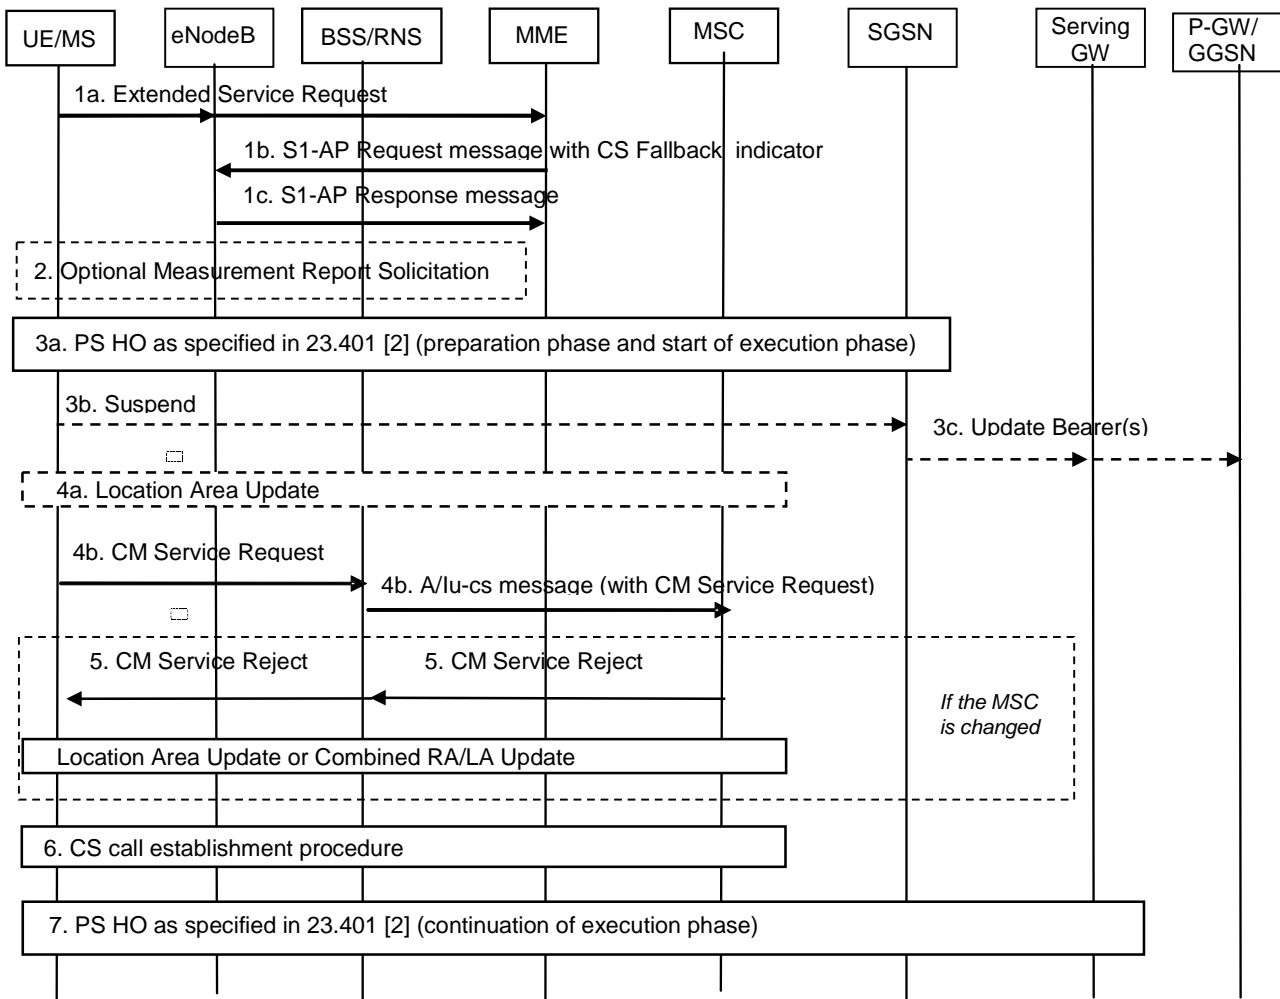 UE/MS
eNodeB
BSS/RNS
MME
MSC
SGSN
Serving
GW
P-GW/
GGSN
1a. Extended Service Request
1b. S1-AP Request message with CS Fallback indicator
1c. S1-AP Response message
2. Optional Measurement Report Solicitation
3a. PS HO as specified in 23.401 [2] (preparation phase and start of execution phase)
3b. Suspend
3c. Update Bearer(s)
4a. Location Area Update
4b. CM Service Request
4b. A/Iu-cs message (with CM Service Request)
5. CM Service Reject
5. CM Service Reject
If the MSC
is changed
Location Area Update or Combined RA/LA Update
6. CS call establishment procedure
7. PS HO as specified in 23.401 [2] (continuation of execution phase)